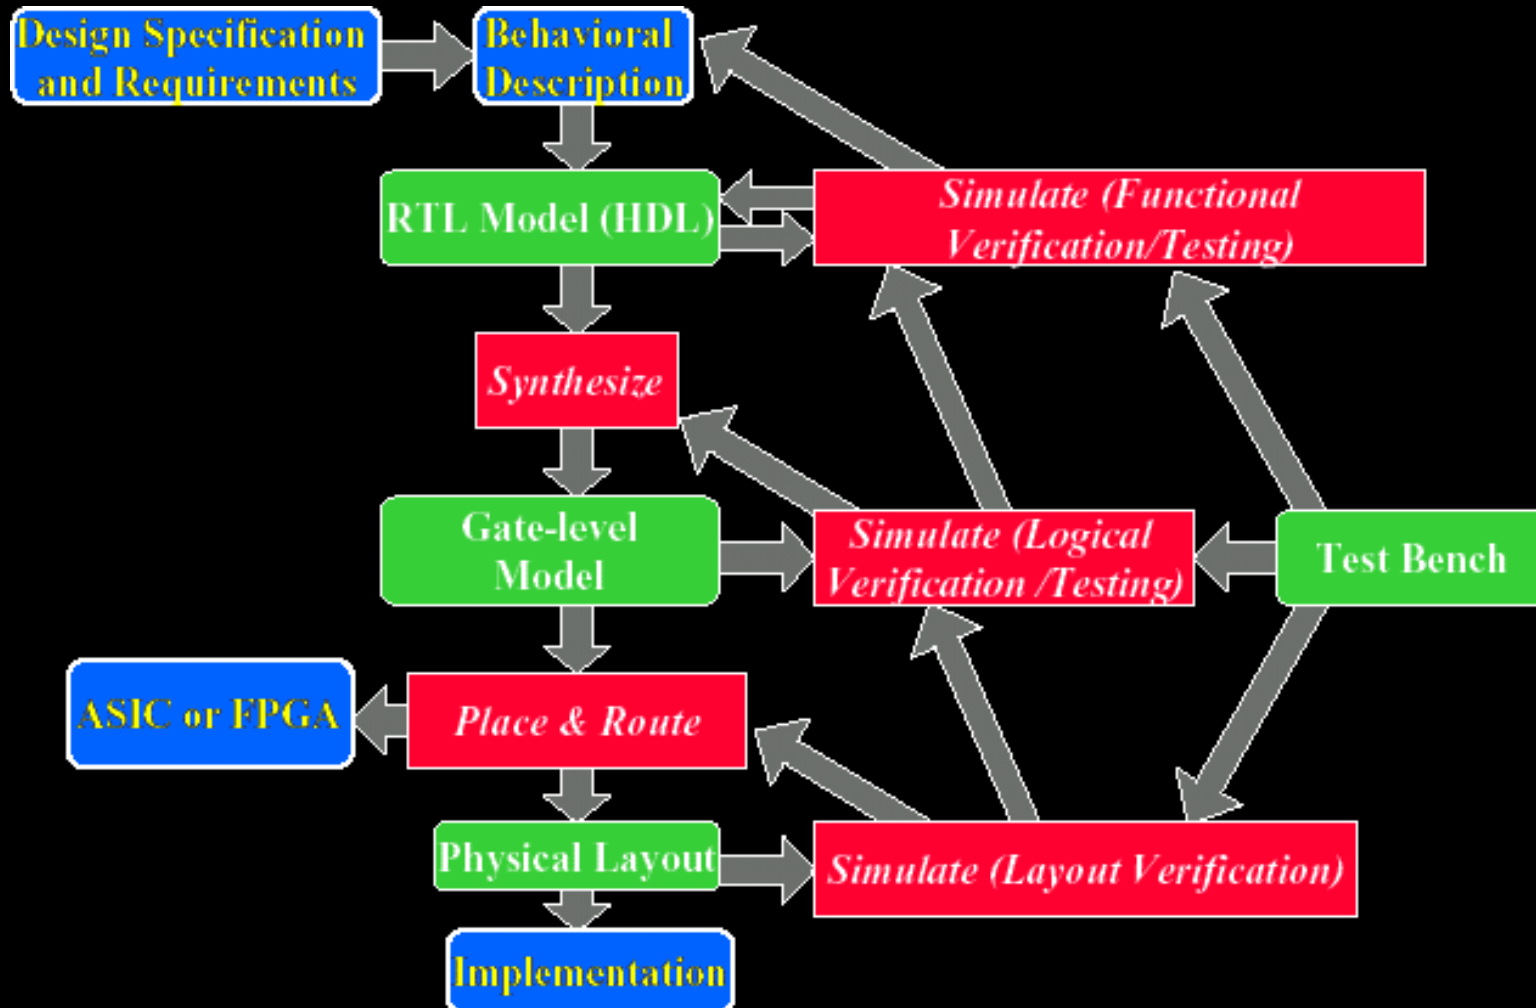 Design Specification
and Requirements
Behavioral
Description
RTL Model (HDL)
Simulate (Functional
Verification/Testing)
Synthesize
Gate-level
Model
Simulate (Logical
Verification /Testing)
Test Bench
ASIC or FPGA
Place & Route
Physical Layout
Simulate (Layout Verification)
Implementation